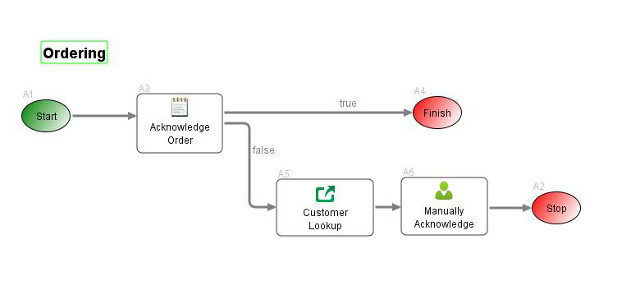 Ordering
A1
Start
A3
Acknowledge
Order
true
A4
Finish
false
A5
Customer
Lookup
A6
Manually
Acknowledge
A2
Stop